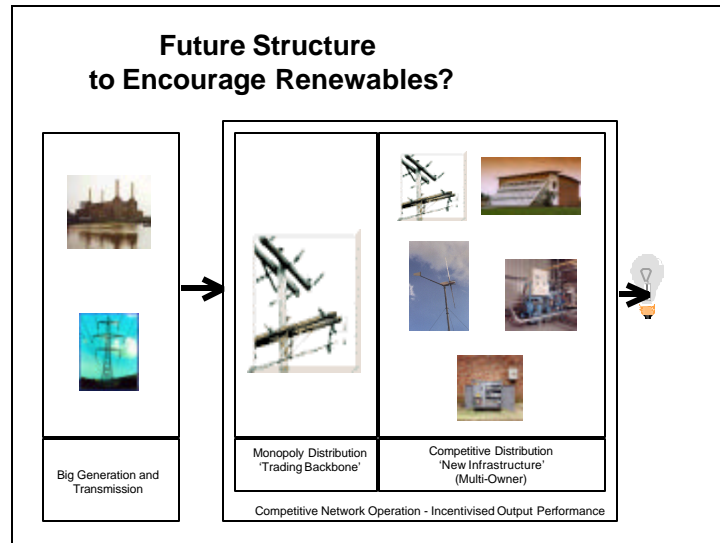 Future Structure
to Encourage Renewables?
Big Generation and
Transmission
Monopoly Distribution
'Trading Backbone'
Competitive Distribution
'New Infrastructure'
(Multi-Owner)
Competitive Network Operation - Incentivised Output Performance